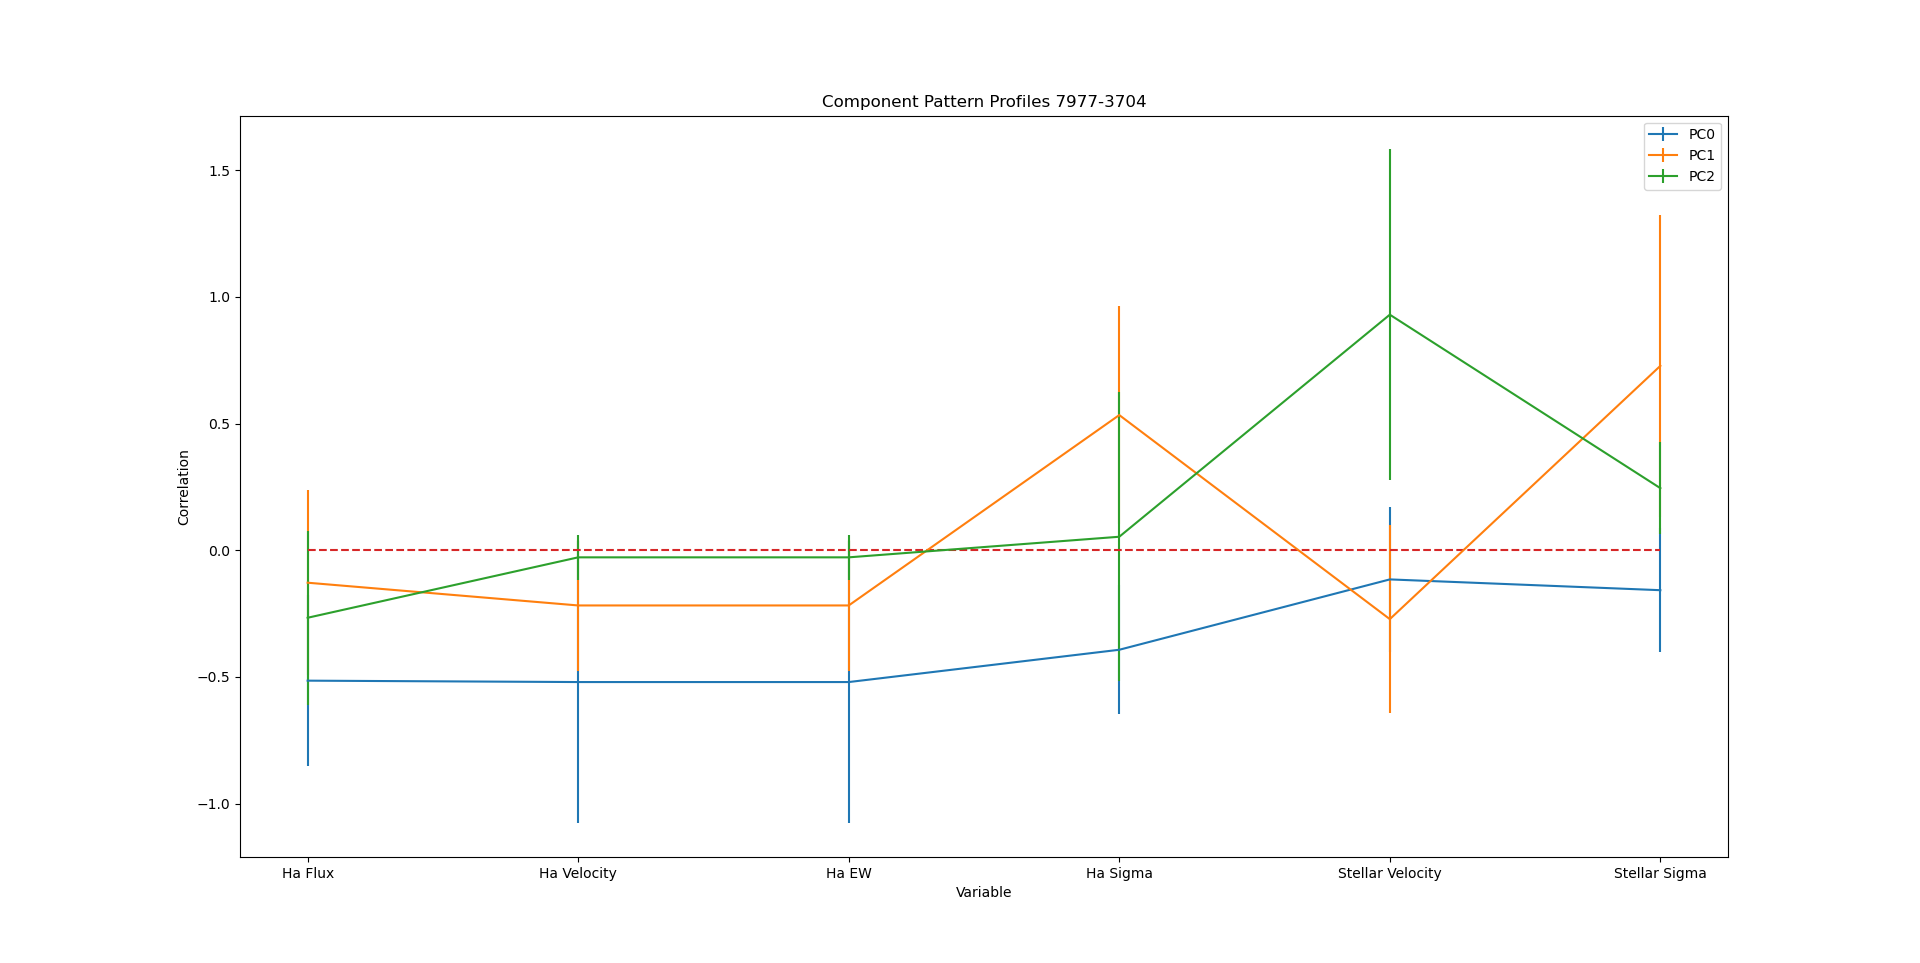 Component Pattern Profiles 7977-3704
PC0
PC1
PC2
1.5
1.0
0.5
0.0
−0.5
−1.0
Correlation
Ha Flux
Ha Velocity
Ha EW
Ha Sigma
Stellar Velocity
Stellar Sigma
Variable